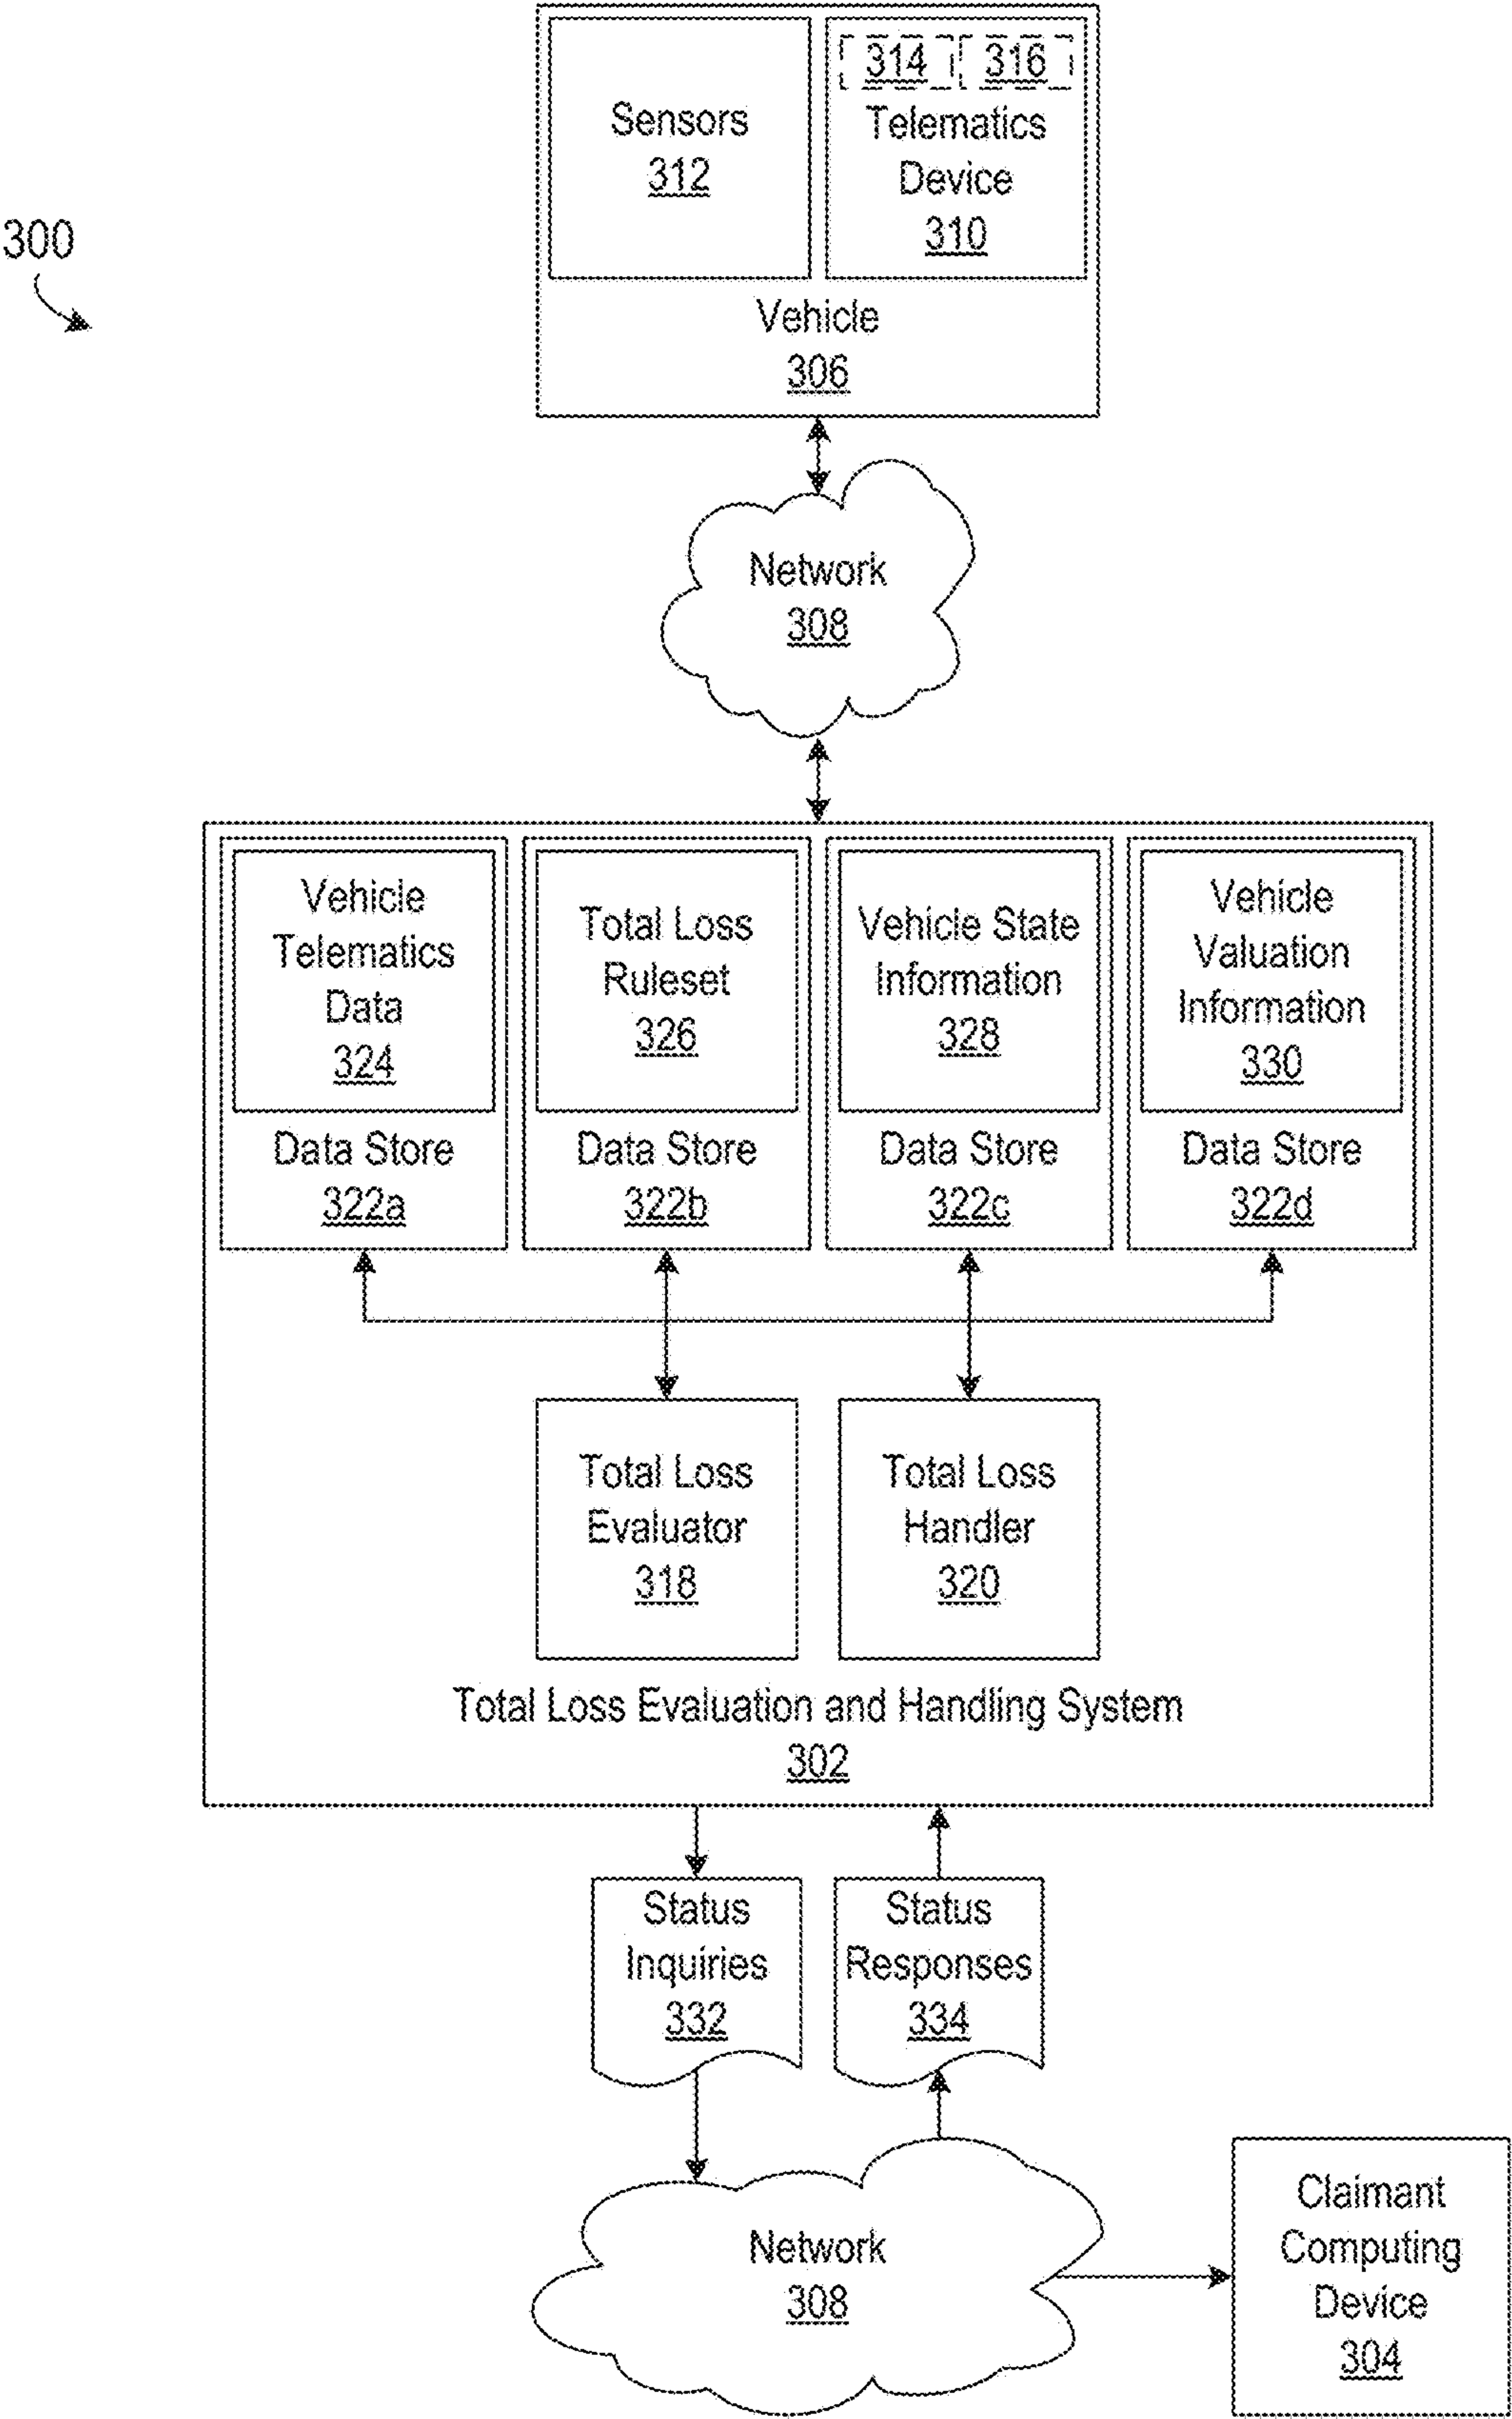 300
Sensors
312
314
316
Telematics
Device
310
Vehicle
306
Network
308
Vehicle
Telematics
Data
324
Data Store
322a
Total Loss
Ruleset
326
Data Store
322b
Vehicle State
Information
328
Data Store
322c
Vehicle
Valuation
Information
330
Data Store
322d
Total Loss
Evaluator
318
Total Loss
Handler
320
Total Loss Evaluation and Handling System
302
Status
Inquiries
332
Status
Responses
334
Network
308
Claimant
Computing
Device
304